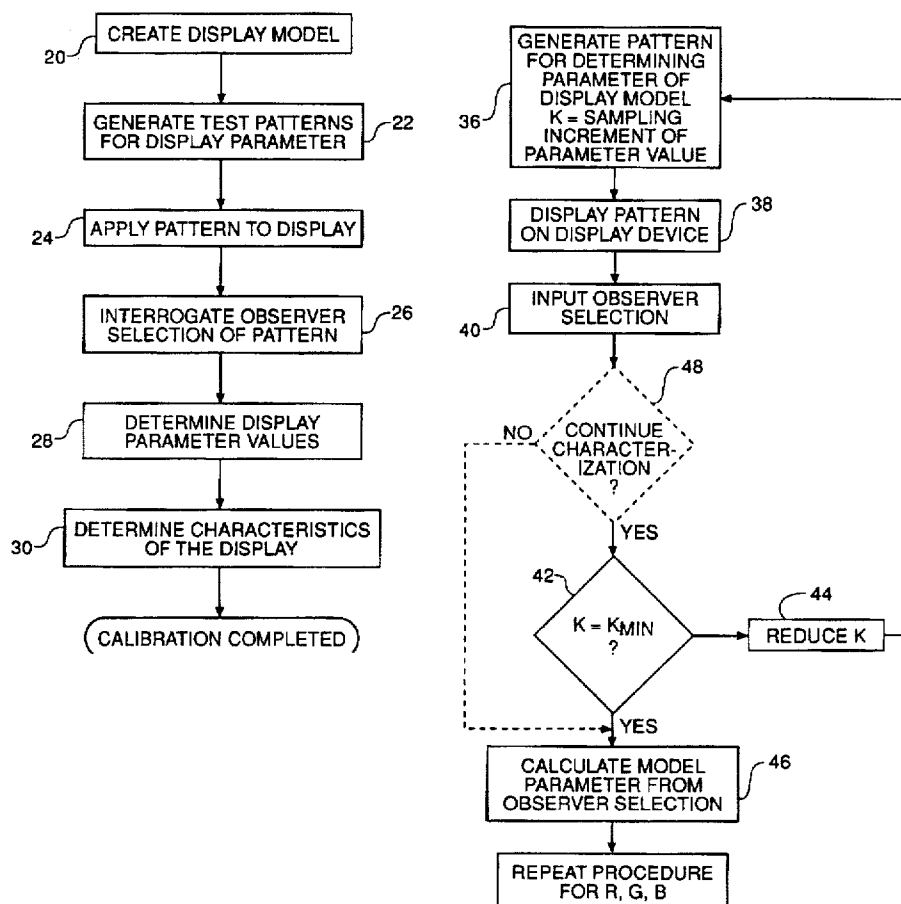 CREATE DISPLAY MODEL
20
GENERATE TEST PATTERNS
FOR DISPLAY PARAMETER
22
APPLY PATTERN TO DISPLAY
24
INTERROGATE OBSERVER
SELECTION OF PATTERN
26
DETERMINE DISPLAY
PARAMETER VALUES
28
DETERMINE CHARACTERISTICS
OF THE DISPLAY
30
CALIBRATION COMPLETED
GENERATE PATTERN
FOR DETERMINING
PARAMETER OF
DISPLAY MODEL
K = SAMPLING
INCREMENT OF
PARAMETER VALUE
36
DISPLAY PATTERN
ON DISPLAY DEVICE
38
INPUT OBSERVER
SELECTION
40
48
NO
CONTINUE
CHARACTER-
IZATION
?
YES
42
K = KMIN
?
44
REDUCE K
YES
CALCULATE MODEL
PARAMETER FROM
OBSERVER SELECTION
46
REPEAT PROCEDURE
FOR R, G, B